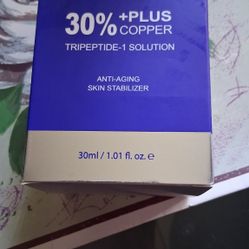 30% +PLUS
COPPER
TRIPEPTIDE-1 SOLUTION
ANTI-AGING
SKIN STABILIZER
30ml / 1.01 fl. oz. e